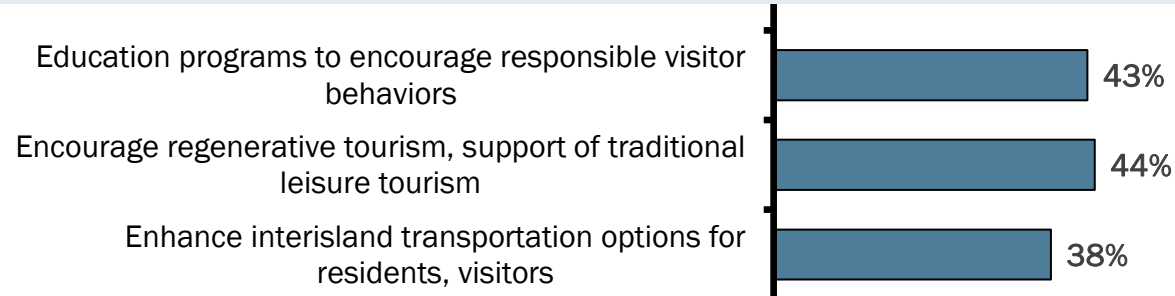 Education programs to encourage responsible visitor
behaviors
43%
Encourage regenerative tourism, support of traditional
leisure tourism
44%
Enhance interisland transportation options for
residents, visitors
38%